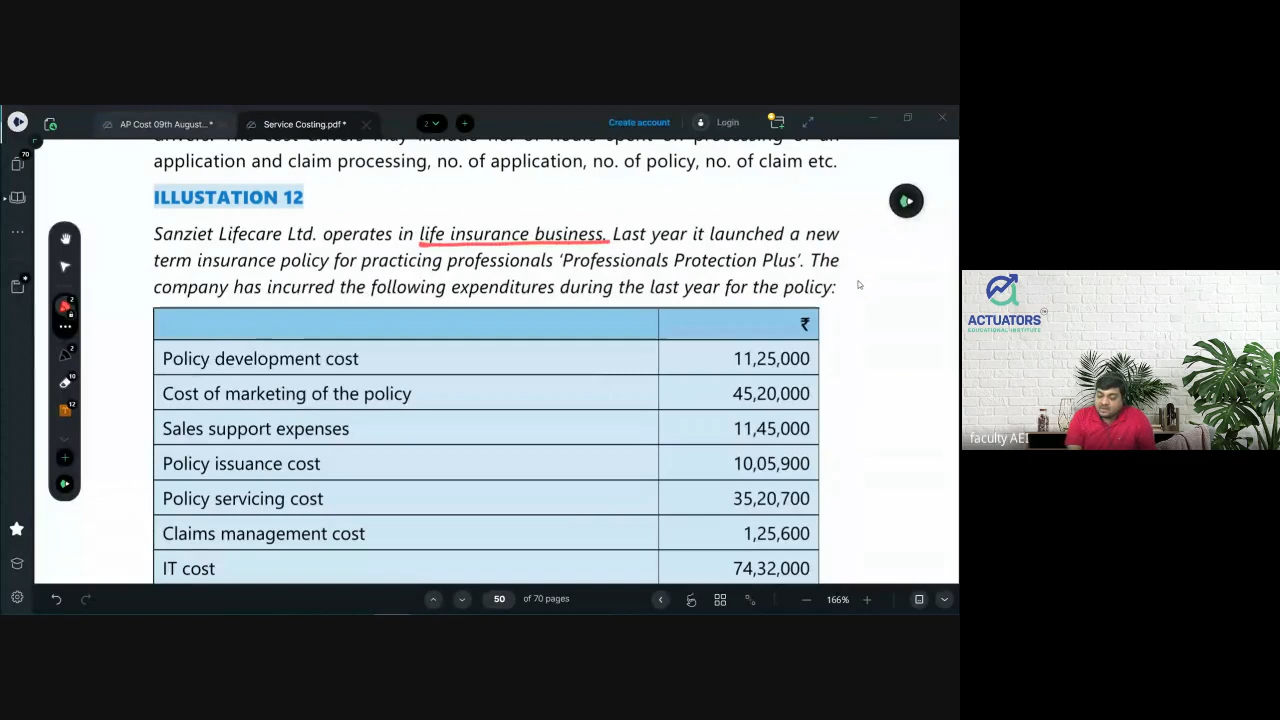 AP Cost 09th August...*
Service Costing.pdf *
2
Create account
Login
70
application and claim processing, no. of application, no. of policy, no. of claim etc.
ILLUSTATION 12
Sanziet Lifecare Ltd. operates in life insurance business. Last year it launched a new
term insurance policy for practicing professionals 'Professionals Protection Plus'. The
company has incurred the following expenditures during the last year for the policy:
₹
Policy development cost 11,25,000
Cost of marketing of the policy 45,20,000
Sales support expenses 11,45,000
Policy issuance cost 10,05,900
Policy servicing cost 35,20,700
Claims management cost 1,25,600
IT cost 74,32,000
2
2
10
12
50 of 70 pages
166%
ACTUATORS
EDUCATIONAL INSTITUTE
faculty AEI